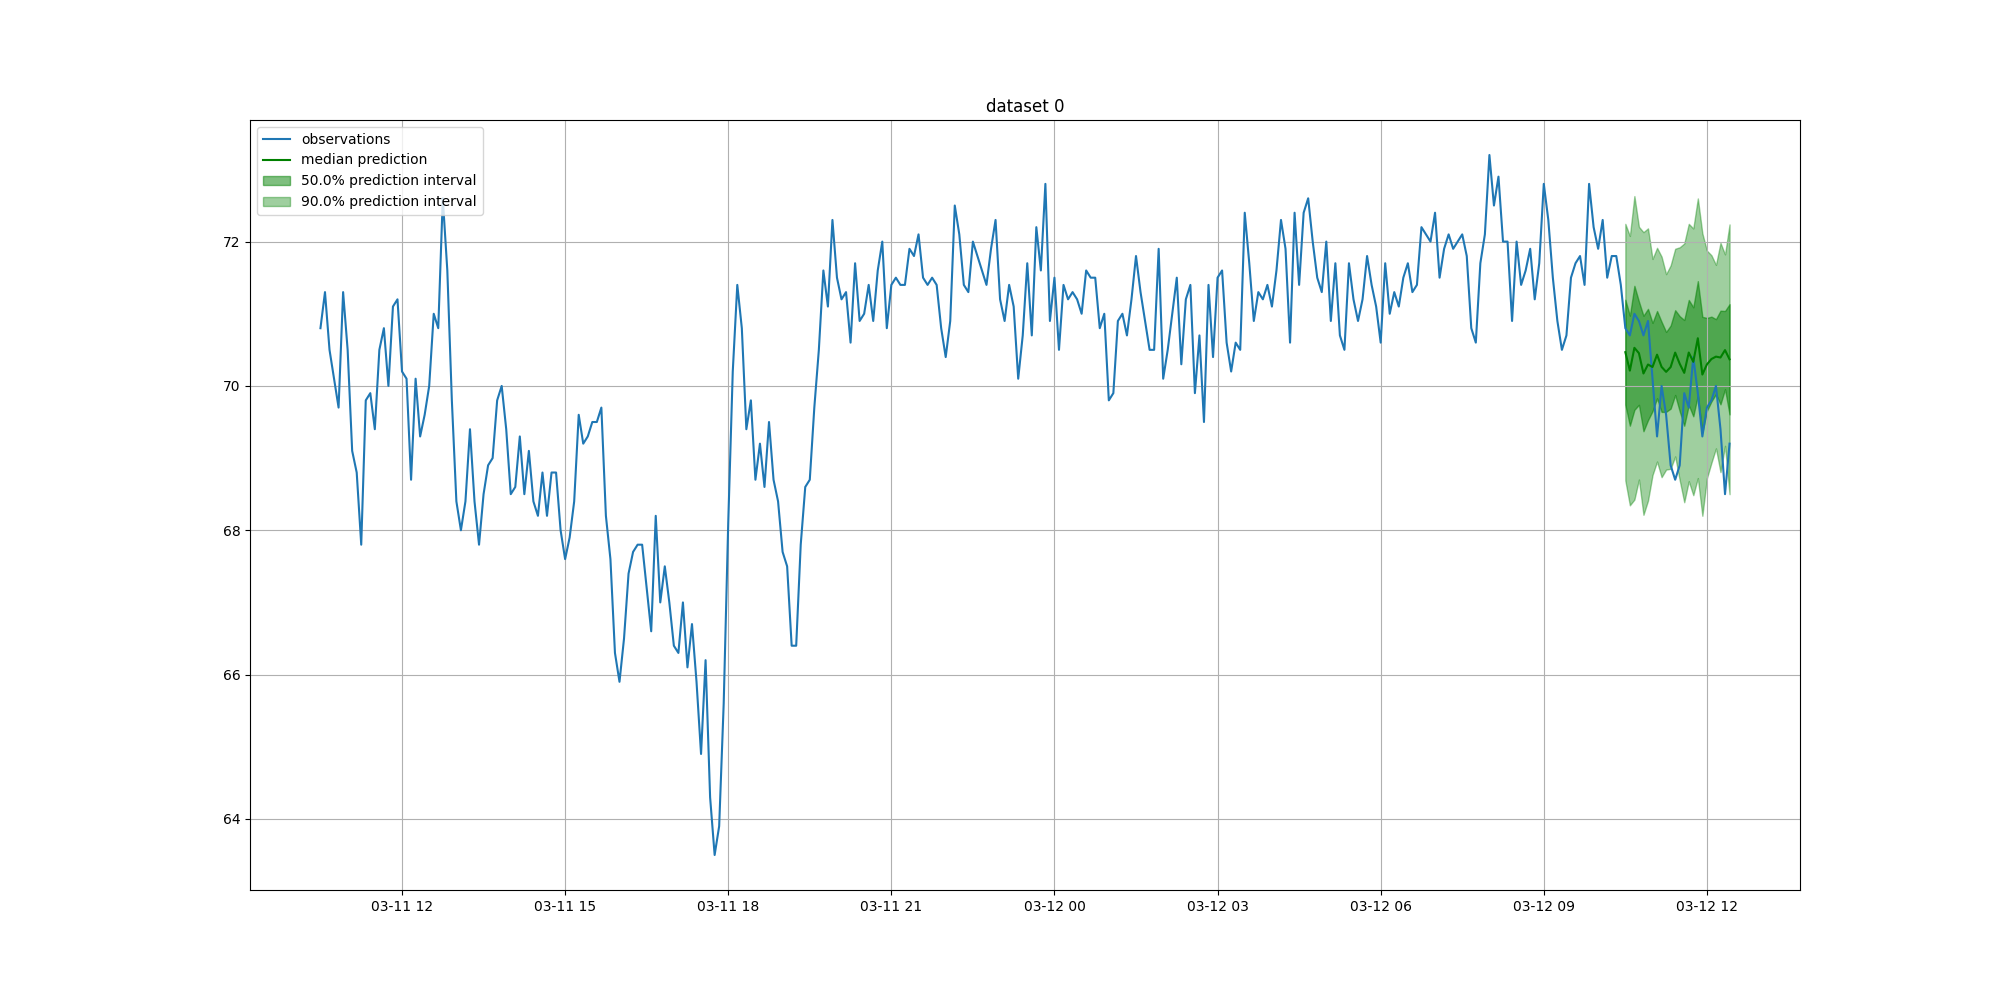 dataset 0
observations
median prediction
50.0% prediction interval
90.0% prediction interval
72
70
68
66
64
03-11 12
03-11 15
03-11 18
03-11 21
03-12 00
03-12 03
03-12 06
03-12 09
03-12 12